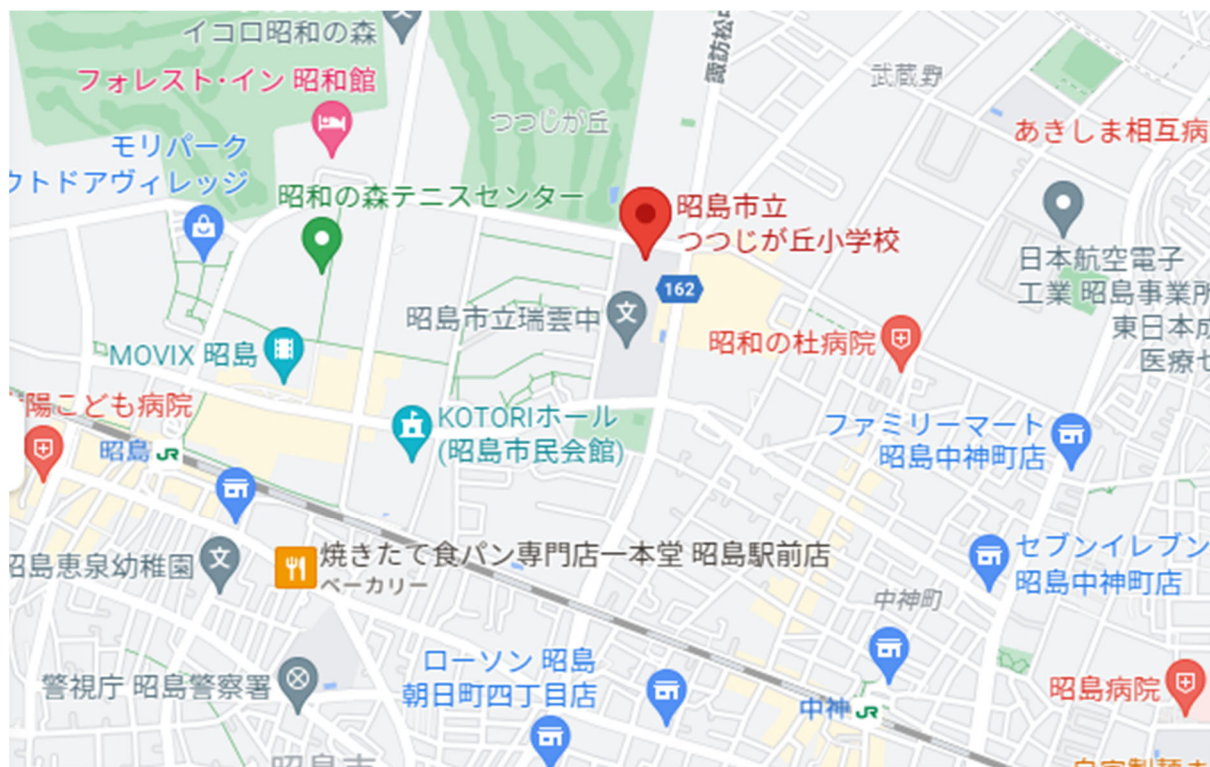 イコロ昭和の森
フォレスト・イン 昭和館
諏訪松
武蔵野
つつじが丘
モリパーク
ウトドアヴィレッジ
あきしま相互病
昭和の森テニスセンター
昭島市立
つつじが丘小学校
162
日本航空電子
工業 昭島事業所
東日本成
医療セ
昭島市立瑞雲中
昭和の杜病院
MOVIX 昭島
陽こども病院
KOTORIホール
(昭島市民会館)
ファミリーマート
昭島中神町店
昭島 JR
昭島恵泉幼稚園
焼きたて食パン専門店一本堂 昭島駅前店
ベーカリー
セブンイレブン
昭島中神町店
中神町
ローソン 昭島
朝日町四丁目店
警視庁 昭島警察署
昭島病院
中神 JR
昭島市